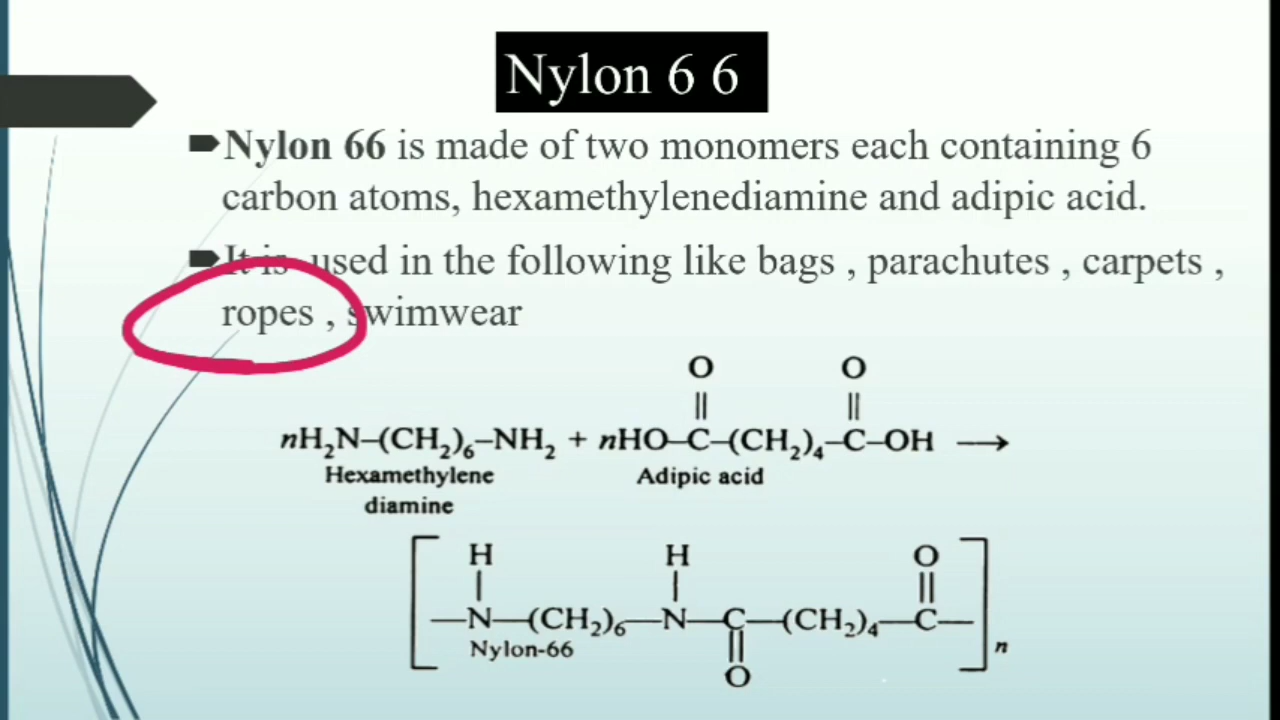 Nylon 6 6
Nylon 66 is made of two monomers each containing 6
carbon atoms, hexamethylenediamine and adipic acid.
It is used in the following like bags , parachutes , carpets ,
ropes , swimwear
O O
|| ||
nH₂N–(CH₂)₆–NH₂ + nHO–C–(CH₂)₄–C–OH ⟶
Hexamethylene Adipic acid
diamine
H H O
| | ||
—N—(CH₂)₆—N—C—(CH₂)₄—C—
Nylon-66 || n
O